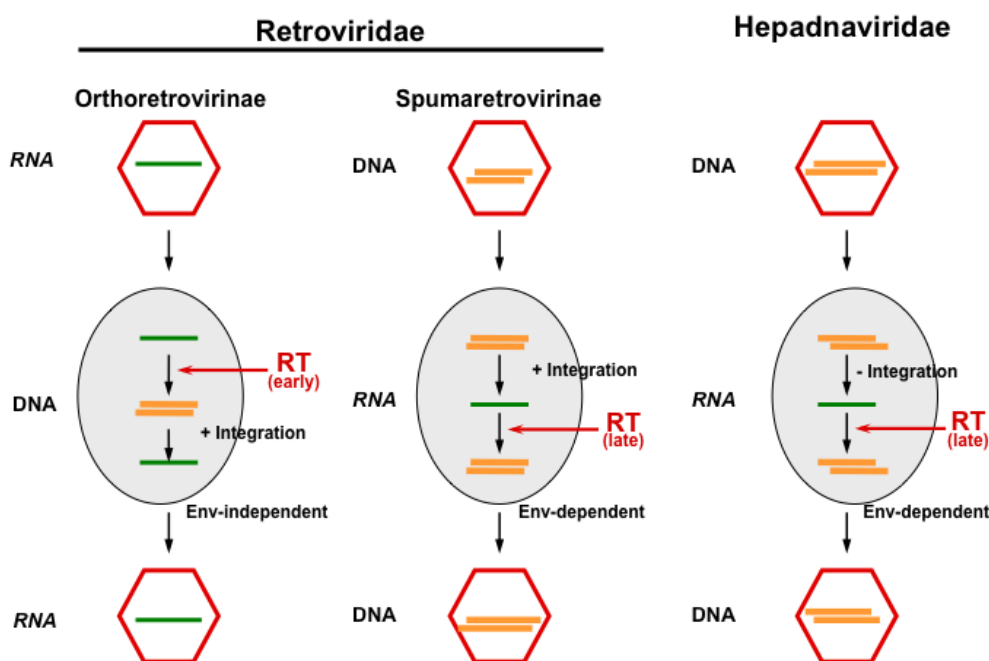 Retroviridae
Hepadnaviridae
Orthoretrovirinae
Spumaretrovirinae
RNA
DNA
DNA
RT
(early)
DNA
+ Integration
Env-independent
RNA
+ Integration
RNA
RT
(late)
Env-dependent
DNA
- Integration
RNA
RT
(late)
Env-dependent
DNA